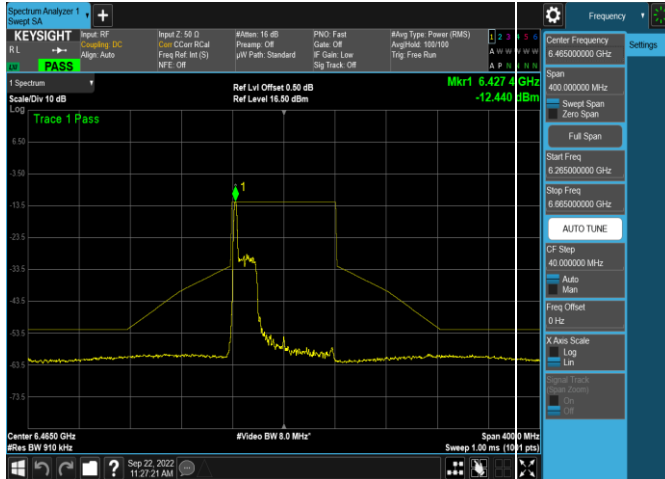 Spectrum Analyzer 1
Swept SA
Frequency
KEYSIGHT
Input: RF
Input Z: 50 Ω
#Atten: 16 dB
PNO: Fast
#Avg Type: Power (RMS)
1 2 3 4 5 6
RL
Coupling: DC
Corr CCorr RCal
Preamp: Off
Gate: Off
Avg|Hold: 100/100
A W W W W W
Align: Auto
Freq Ref: Int (S)
µW Path: Standard
IF Gain: Low
Trig: Free Run
PASS
NFE: Off
Sig Track: Off
A P N N N N
1 Spectrum
Ref Lvl Offset 0.50 dB
Mkr1 6.427 4 GHz
Scale/Div 10 dB
Ref Level 16.50 dBm
-12.440 dBm
Log
Trace 1 Pass
1
6.50
-3.50
-13.5
-23.5
-33.5
-43.5
-53.5
-63.5
-73.5
Center 6.4650 GHz
#Video BW 8.0 MHz*
Span 400.0 MHz
#Res BW 910 kHz
Sweep 1.00 ms (1001 pts)
Sep 22, 2022
11:27:21 AM
Settings
Center Frequency
6.465000000 GHz
Span
400.000000 MHz
Swept Span
Zero Span
Full Span
Start Freq
6.265000000 GHz
Stop Freq
6.665000000 GHz
AUTO TUNE
CF Step
40.000000 MHz
Auto
Man
Freq Offset
0 Hz
X Axis Scale
Log
Lin
Signal Track
(Span Zoom)
On
Off